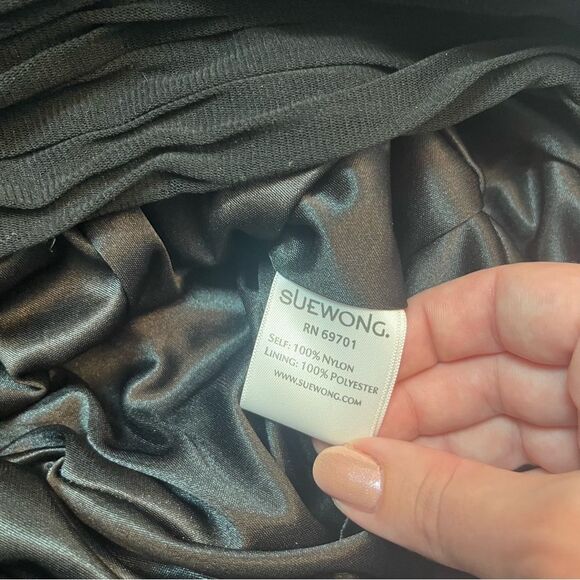 SUEWONG.
RN 69701
SELF: 100% NYLON
LINING: 100% POLYESTER
WWW.SUEWONG.COM